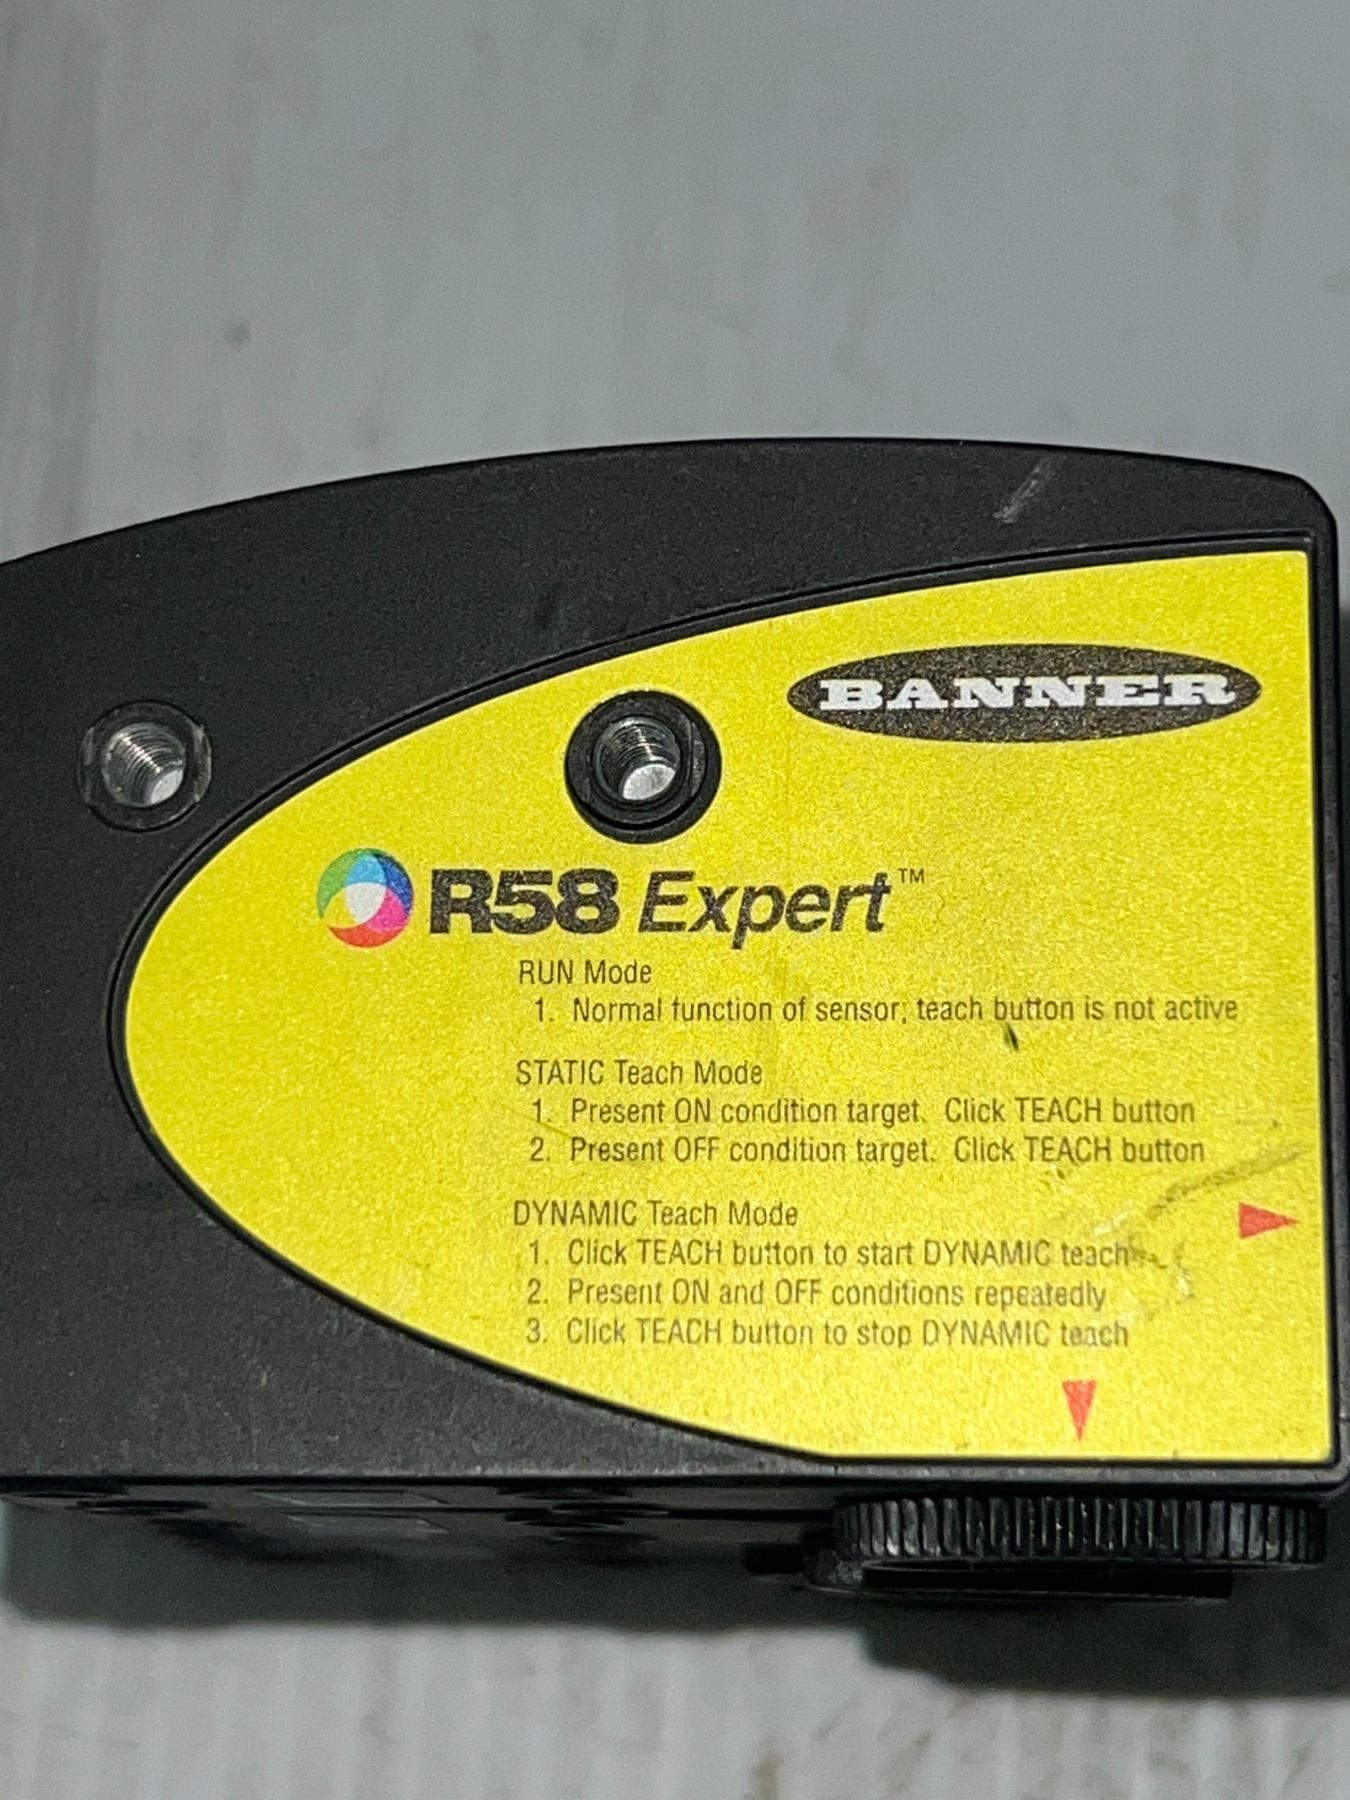 BANNER
R58 Expert™
RUN Mode
1. Normal function of sensor; teach button is not active
STATIC Teach Mode
1. Present ON condition target. Click TEACH button
2. Present OFF condition target. Click TEACH button
DYNAMIC Teach Mode
1. Click TEACH button to start DYNAMIC teach
2. Present ON and OFF conditions repeatedly
3. Click TEACH button to stop DYNAMIC teach